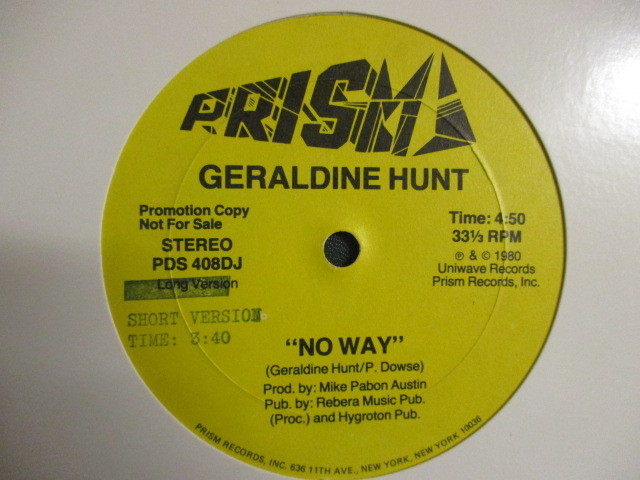 PRISM
GERALDINE HUNT
Promotion Copy
Not For Sale
STEREO
PDS 408DJ
Long Version
SHORT VERSION
TIME: 3:40
Time: 4:50
33⅓ RPM
℗ & © 1980
Uniwave Records
Prism Records, Inc.
"NO WAY"
(Geraldine Hunt/P. Dowse)
Prod. by: Mike Pabon Austin
Pub. by: Rebera Music Pub.
(Proc.) and Hygroton Pub.
PRISM RECORDS, INC. 636 11TH AVE., NEW YORK, NEW YORK 10036